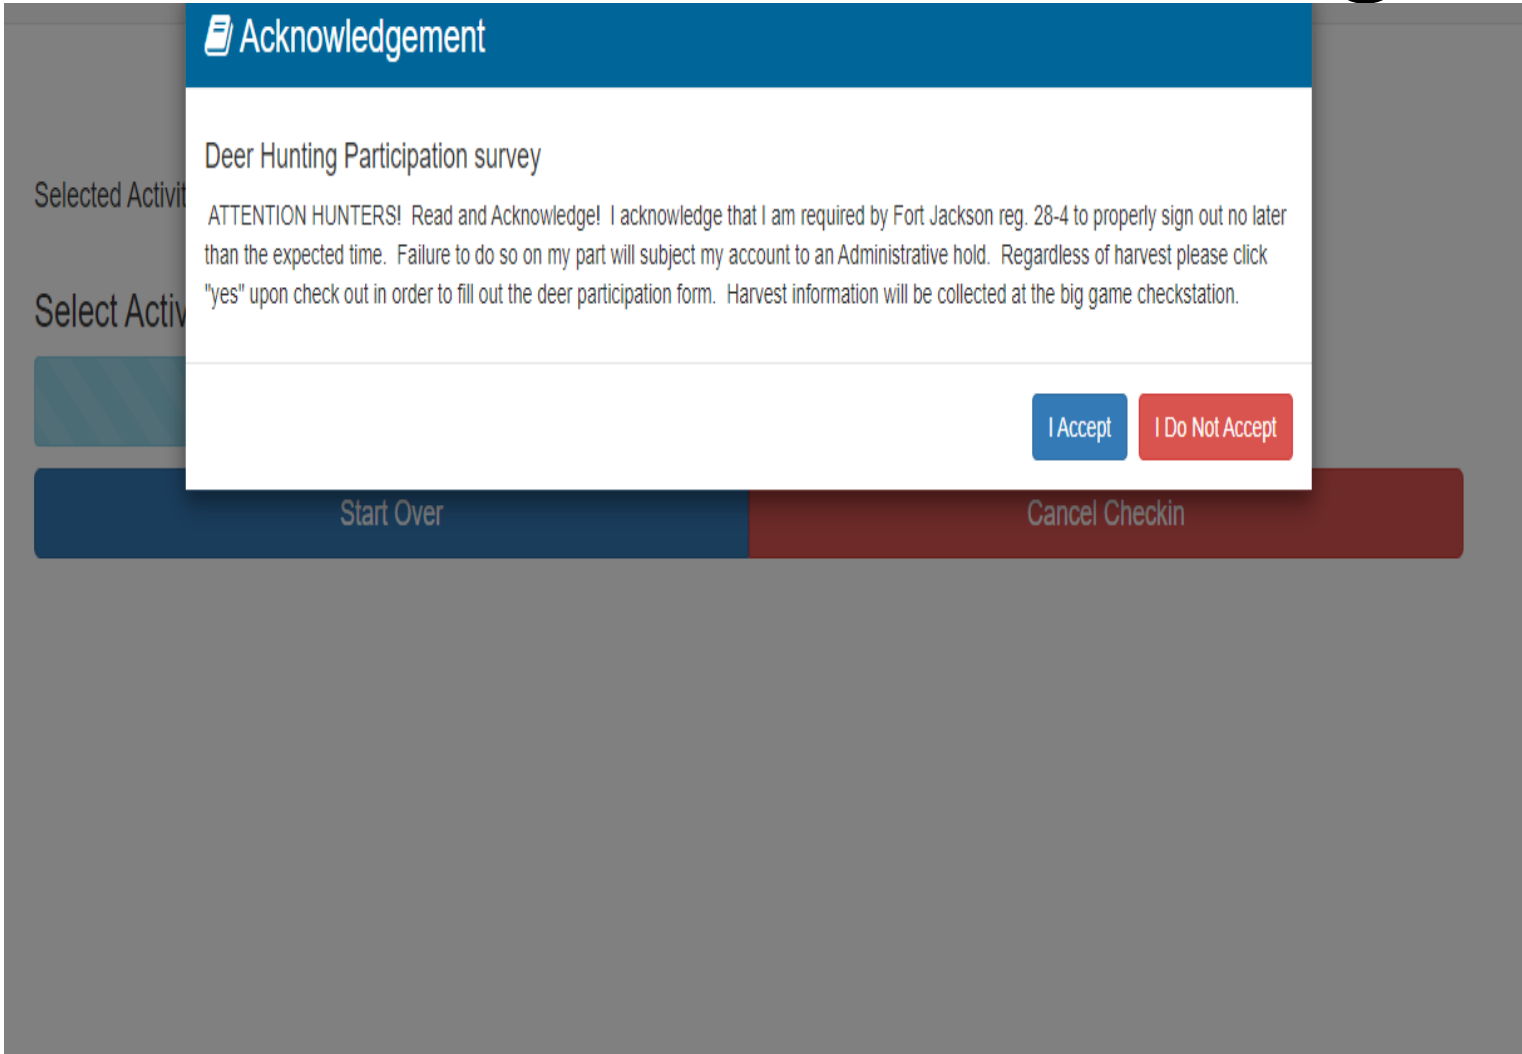 Acknowledgement
Deer Hunting Participation survey
Selected Activit
ATTENTION HUNTERS!  Read and Acknowledge!  I acknowledge that I am required by Fort Jackson reg. 28-4 to properly sign out no later
than the expected time.  Failure to do so on my part will subject my account to an Administrative hold.  Regardless of harvest please click
"yes" upon check out in order to fill out the deer participation form.  Harvest information will be collected at the big game checkstation.
Select Activ
I Accept
I Do Not Accept
Start Over
Cancel Checkin